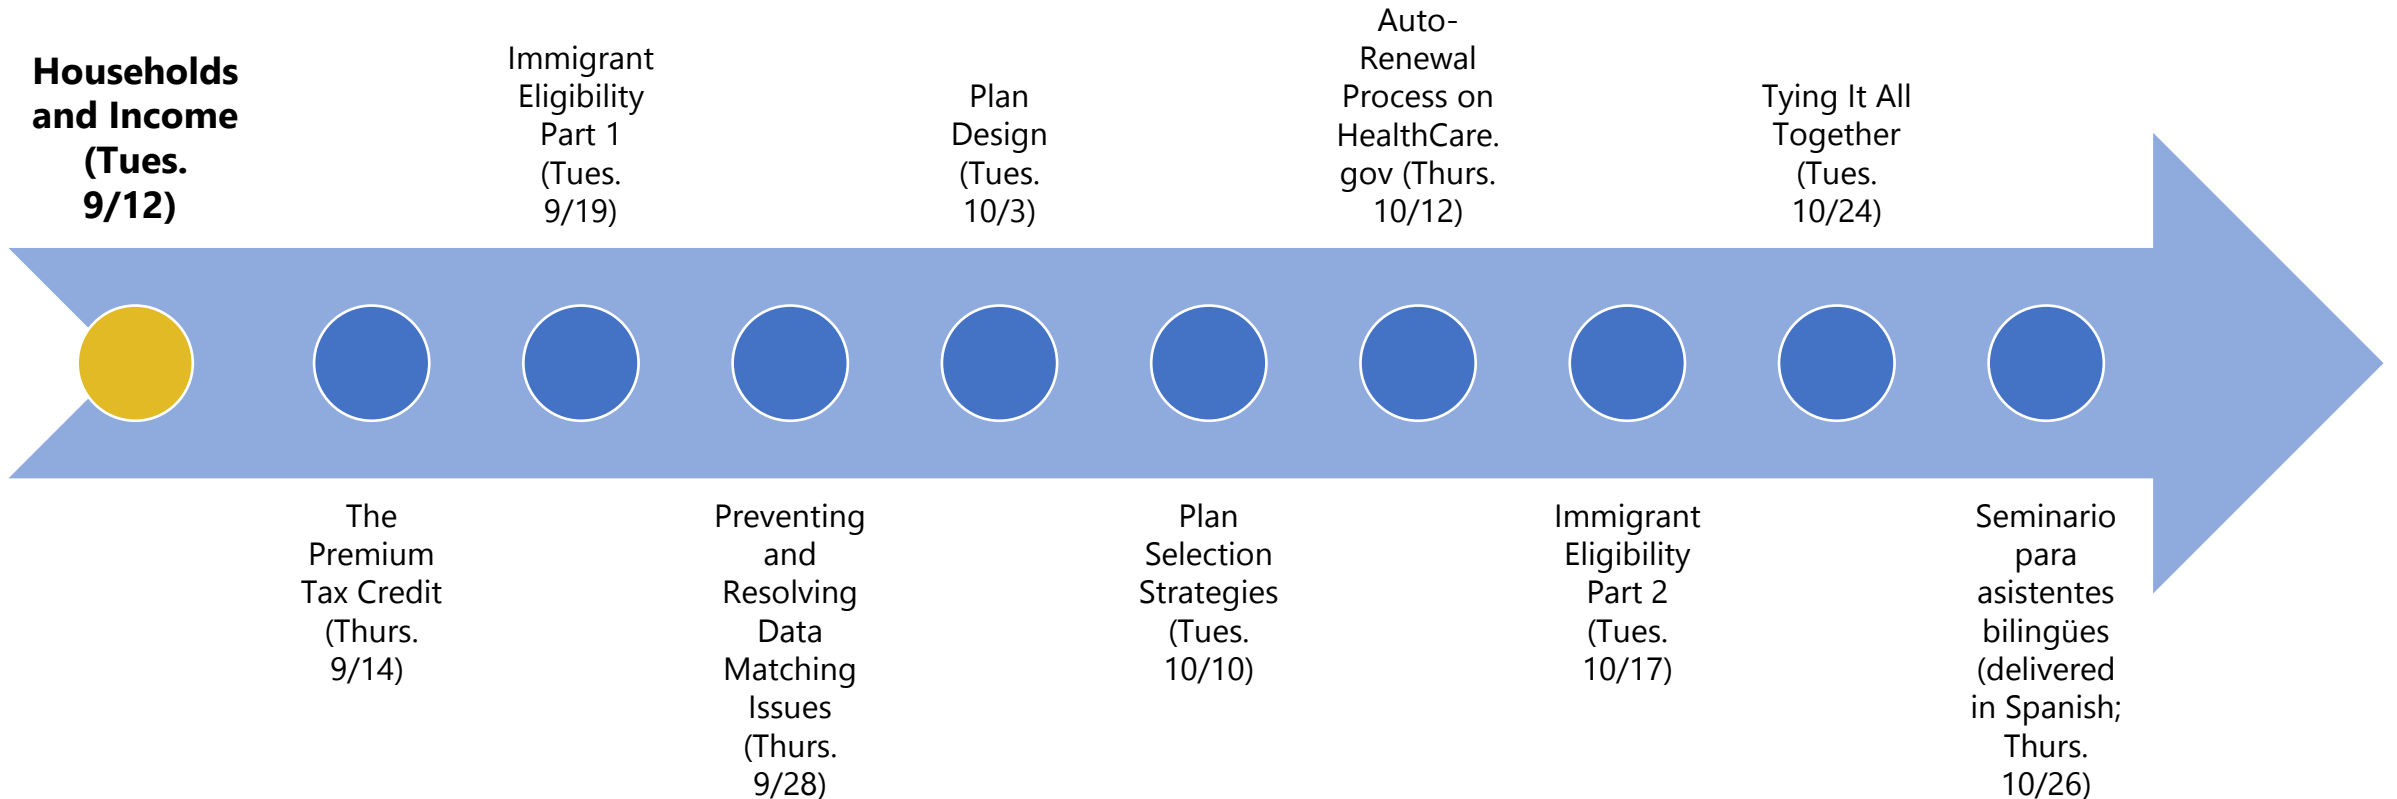 Households
and Income
(Tues.
9/12)
The
Premium
Tax Credit
(Thurs.
9/14)
Immigrant
Eligibility
Part 1
(Tues.
9/19)
Preventing
and
Resolving
Data
Matching
Issues
(Thurs.
9/28)
Plan
Design
(Tues.
10/3)
Plan
Selection
Strategies
(Tues.
10/10)
Auto-
Renewal
Process on
HealthCare.
gov (Thurs.
10/12)
Immigrant
Eligibility
Part 2
(Tues.
10/17)
Tying It All
Together
(Tues.
10/24)
Seminario
para
asistentes
bilingües
(delivered
in Spanish;
Thurs.
10/26)